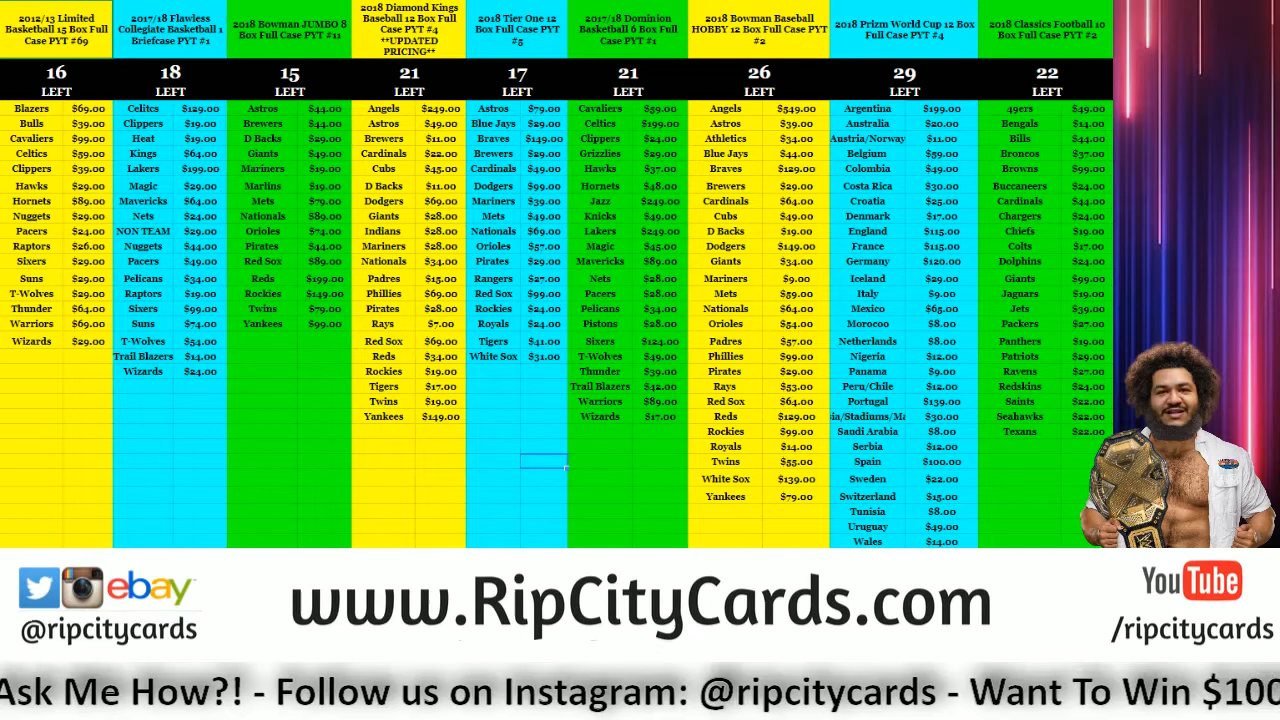 2012/13 Limited Basketball 15 Box Full Case PYT #69
16
LEFT
Blazers $69.00
Bulls $39.00
Cavaliers $99.00
Celtics $59.00
Clippers $39.00
Hawks $29.00
Hornets $89.00
Nuggets $29.00
Pacers $24.00
Raptors $26.00
Sixers $29.00
Suns $29.00
T-Wolves $29.00
Thunder $64.00
Warriors $69.00
Wizards $29.00
2017/18 Flawless Collegiate Basketball 1 Briefcase PYT #1
18
LEFT
Celitcs $129.00
Clippers $19.00
Heat $19.00
Kings $64.00
Lakers $199.00
Magic $29.00
Mavericks $64.00
Nets $24.00
NON TEAM $29.00
Nuggets $44.00
Pacers $49.00
Pelicans $34.00
Raptors $19.00
Sixers $99.00
Suns $74.00
T-Wolves $54.00
Trail Blazers $14.00
Wizards $24.00
2018 Bowman JUMBO 8 Box Full Case PYT #11
15
LEFT
Astros $44.00
Brewers $44.00
D Backs $29.00
Giants $49.00
Mariners $19.00
Marlins $19.00
Mets $79.00
Nationals $89.00
Orioles $74.00
Pirates $44.00
Red Sox $89.00
Reds $199.00
Rockies $149.00
Twins $79.00
Yankees $99.00
2018 Diamond Kings Baseball 12 Box Full Case PYT #4 **UPDATED PRICING**
21
LEFT
Angels $249.00
Astros $49.00
Brewers $11.00
Cardinals $22.00
Cubs $45.00
D Backs $11.00
Dodgers $69.00
Giants $28.00
Indians $28.00
Mariners $28.00
Nationals $34.00
Padres $15.00
Phillies $69.00
Pirates $28.00
Rays $7.00
Red Sox $69.00
Reds $34.00
Rockies $19.00
Tigers $17.00
Twins $19.00
Yankees $149.00
2018 Tier One 12 Box Full Case PYT #5
17
LEFT
Astros $79.00
Blue Jays $29.00
Braves $149.00
Brewers $29.00
Cardinals $49.00
Dodgers $99.00
Mariners $39.00
Mets $49.00
Nationals $69.00
Orioles $57.00
Pirates $29.00
Rangers $27.00
Red Sox $99.00
Rockies $24.00
Royals $24.00
Tigers $41.00
White Sox $31.00
2017/18 Dominion Basketball 6 Box Full Case PYT #1
21
LEFT
Cavaliers $59.00
Celtics $199.00
Clippers $24.00
Grizzlies $29.00
Hawks $37.00
Hornets $48.00
Jazz $249.00
Knicks $49.00
Lakers $249.00
Magic $45.00
Mavericks $89.00
Nets $28.00
Pacers $28.00
Pelicans $34.00
Pistons $28.00
Sixers $124.00
T-Wolves $49.00
Thunder $39.00
Trail Blazers $42.00
Warriors $89.00
Wizards $17.00
2018 Bowman Baseball HOBBY 12 Box Full Case PYT #2
26
LEFT
Angels $549.00
Astros $39.00
Athletics $34.00
Blue Jays $44.00
Braves $129.00
Brewers $29.00
Cardinals $64.00
Cubs $49.00
D Backs $19.00
Dodgers $149.00
Giants $34.00
Mariners $9.00
Mets $59.00
Nationals $64.00
Orioles $54.00
Padres $57.00
Phillies $99.00
Pirates $29.00
Rays $53.00
Red Sox $64.00
Reds $129.00
Rockies $99.00
Royals $14.00
Twins $55.00
White Sox $139.00
Yankees $79.00
2018 Prizm World Cup 12 Box Full Case PYT #4
29
LEFT
Argentina $199.00
Australia $20.00
Austria/Norway $11.00
Belgium $59.00
Colombia $49.00
Costa Rica $30.00
Croatia $25.00
Denmark $17.00
England $115.00
France $115.00
Germany $120.00
Iceland $29.00
Italy $9.00
Mexico $65.00
Morocoo $8.00
Netherlands $8.00
Nigeria $12.00
Panama $9.00
Peru/Chile $12.00
Portugal $139.00
ia/Stadiums/Ma $30.00
Saudi Arabia $8.00
Serbia $12.00
Spain $100.00
Sweden $22.00
Switzerland $15.00
Tunisia $8.00
Uruguay $49.00
Wales $14.00
2018 Classics Football 10 Box Full Case PYT #2
22
LEFT
49ers $49.00
Bengals $14.00
Bills $44.00
Broncos $37.00
Browns $99.00
Buccaneers $24.00
Cardinals $44.00
Chargers $24.00
Chiefs $19.00
Colts $17.00
Dolphins $24.00
Giants $99.00
Jaguars $19.00
Jets $39.00
Packers $27.00
Panthers $19.00
Patriots $29.00
Ravens $27.00
Redskins $24.00
Saints $22.00
Seahawks $22.00
Texans $22.00
ebay
@ripcitycards
www.RipCityCards.com
YouTube
/ripcitycards
Ask Me How?! - Follow us on Instagram: @ripcitycards - Want To Win $100